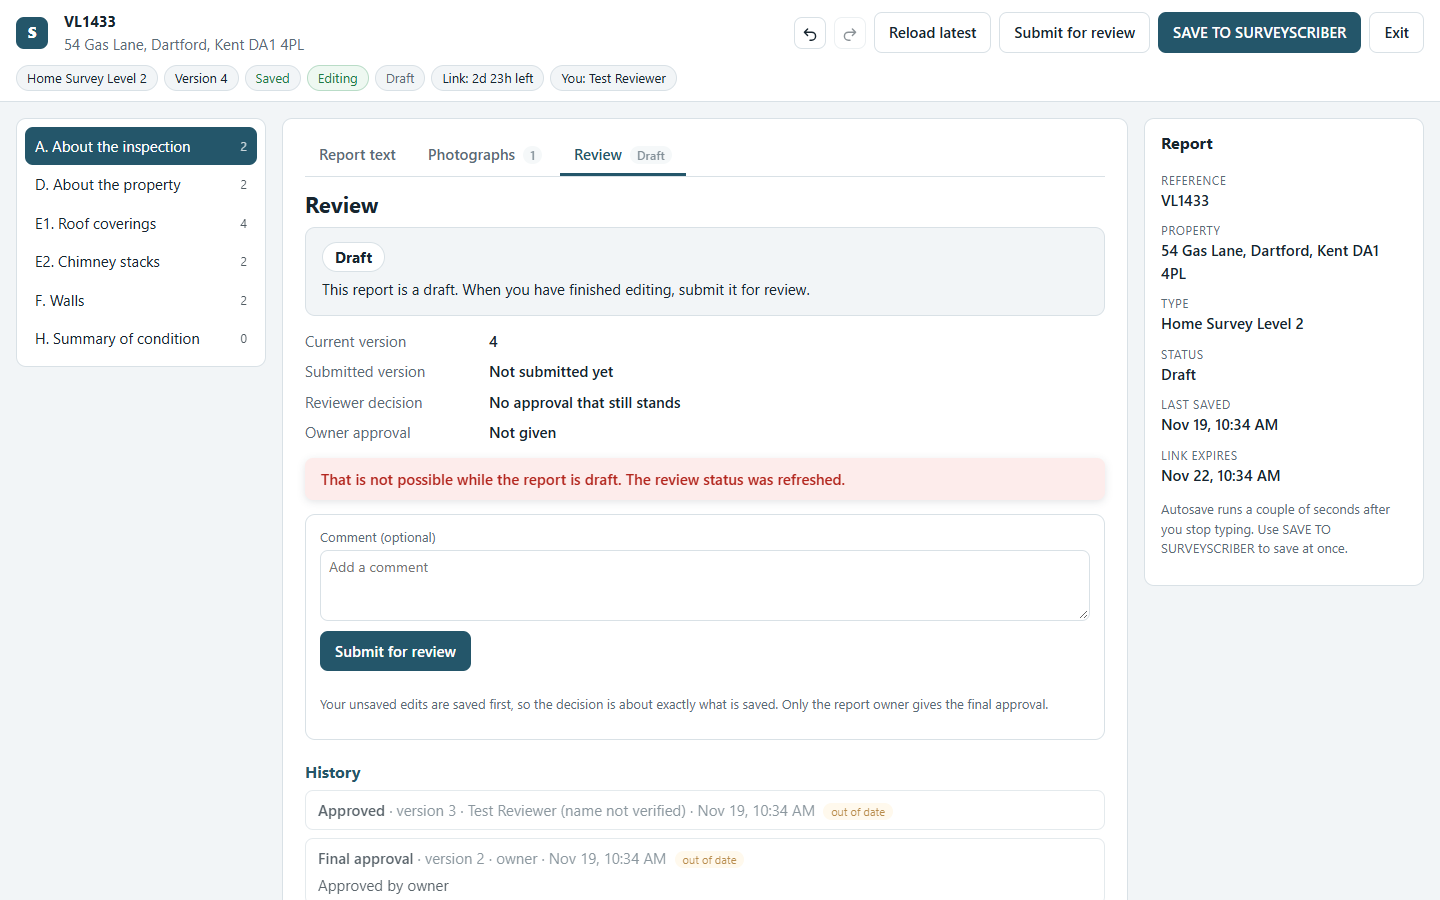 S
VL1433
54 Gas Lane, Dartford, Kent DA1 4PL
Reload latest
Submit for review
SAVE TO SURVEYSCRIBER
Exit
Home Survey Level 2
Version 4
Saved
Editing
Draft
Link: 2d 23h left
You: Test Reviewer
A. About the inspection 2
D. About the property 2
E1. Roof coverings 4
E2. Chimney stacks 2
F. Walls 2
H. Summary of condition 0
Report text
Photographs 1
Review Draft
Review
Draft
This report is a draft. When you have finished editing, submit it for review.
Current version 4
Submitted version Not submitted yet
Reviewer decision No approval that still stands
Owner approval Not given
That is not possible while the report is draft. The review status was refreshed.
Comment (optional)
Add a comment
Submit for review
Your unsaved edits are saved first, so the decision is about exactly what is saved. Only the report owner gives the final approval.
History
Approved · version 3 · Test Reviewer (name not verified) · Nov 19, 10:34 AM out of date
Final approval · version 2 · owner · Nov 19, 10:34 AM out of date
Approved by owner
Report
REFERENCE
VL1433
PROPERTY
54 Gas Lane, Dartford, Kent DA1
4PL
TYPE
Home Survey Level 2
STATUS
Draft
LAST SAVED
Nov 19, 10:34 AM
LINK EXPIRES
Nov 22, 10:34 AM
Autosave runs a couple of seconds after
you stop typing. Use SAVE TO
SURVEYSCRIBER to save at once.